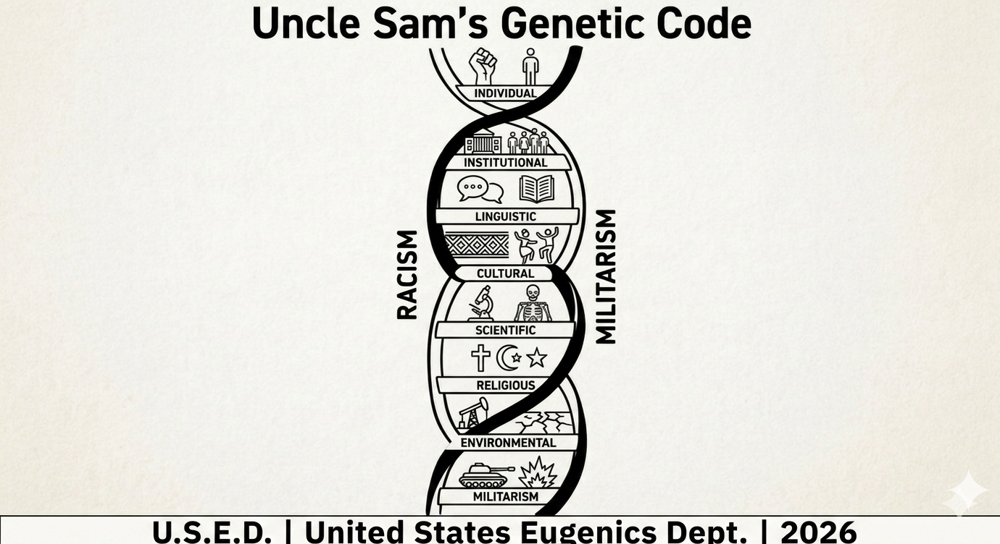 Uncle Sam’s Genetic Code
INDIVIDUAL
INSTITUTIONAL
LINGUISTIC
RACISM
MILITARISM
CULTURAL
SCIENTIFIC
RELIGIOUS
ENVIRONMENTAL
MILITARISM
U.S.E.D. | United States Eugenics Dept. | 2026